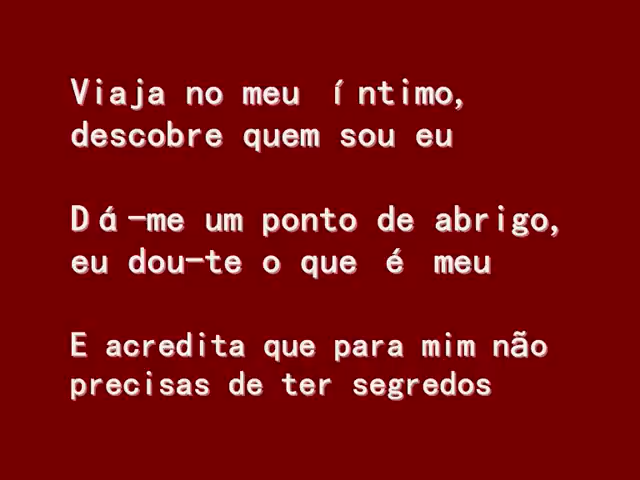 Viaja no meu íntimo,
descobre quem sou eu
Dá-me um ponto de abrigo,
eu dou-te o que é meu
E acredita que para mim não
precisas de ter segredos